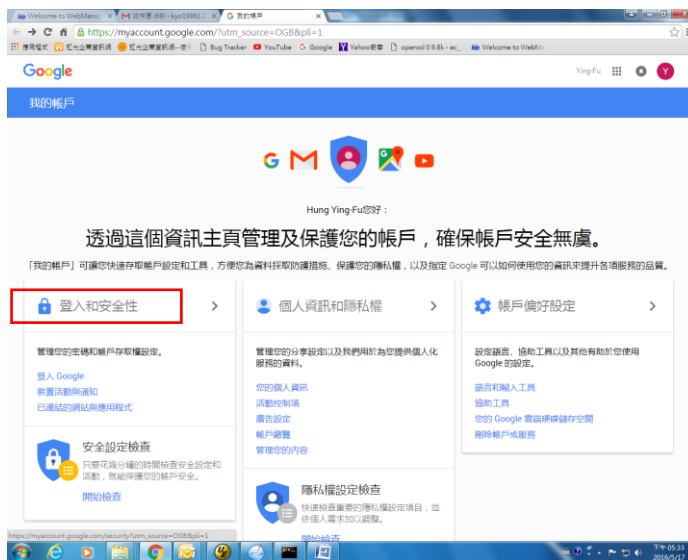 Welcome to WebMana
收件匣 (69) - kyo198611
我的帳戶
https://myaccount.google.com/?utm_source=OGB&pli=1
應用程式
Bug Tracker
YouTube
Google
openssl 0.9.8k - ec_
Welcome to WebMa
Google
Ying-Fu
Y
我的帳戶
Hung Ying-Fu您好：
透過這個資訊主頁管理及保護您的帳戶，確保帳戶安全無虞。
「我的帳戶」可讓您快速存取帳戶設定和工具，方便您為資料採取防護措施、保護您的隱私權，以及指定 Google 可以如何使用您的資訊來提升各項服務的品質。
登入和安全性
管理您的密碼和帳戶存取權設定。
登入 Google
裝置活動與通知
已連結的網站與應用程式
安全設定檢查
只要花幾分鐘的時間檢查安全設定和
活動，就能保護您的帳戶安全。
開始檢查
個人資訊和隱私權
管理您的分享設定以及我們用於為您提供個人化
服務的資料。
您的個人資訊
活動控制項
廣告設定
帳戶總覽
管理您的內容
隱私權設定檢查
快速檢查重要的隱私權設定項目，並
依個人需求加以調整。
開始檢查
帳戶偏好設定
設定語言、協助工具以及其他有助於您使用
Google 的設定。
語言和輸入工具
協助工具
您的 Google 雲端硬碟儲存空間
刪除帳戶或服務
https://myaccount.google.com/security?utm_source=OGB&pli=1
下午 05:33
2016/5/17